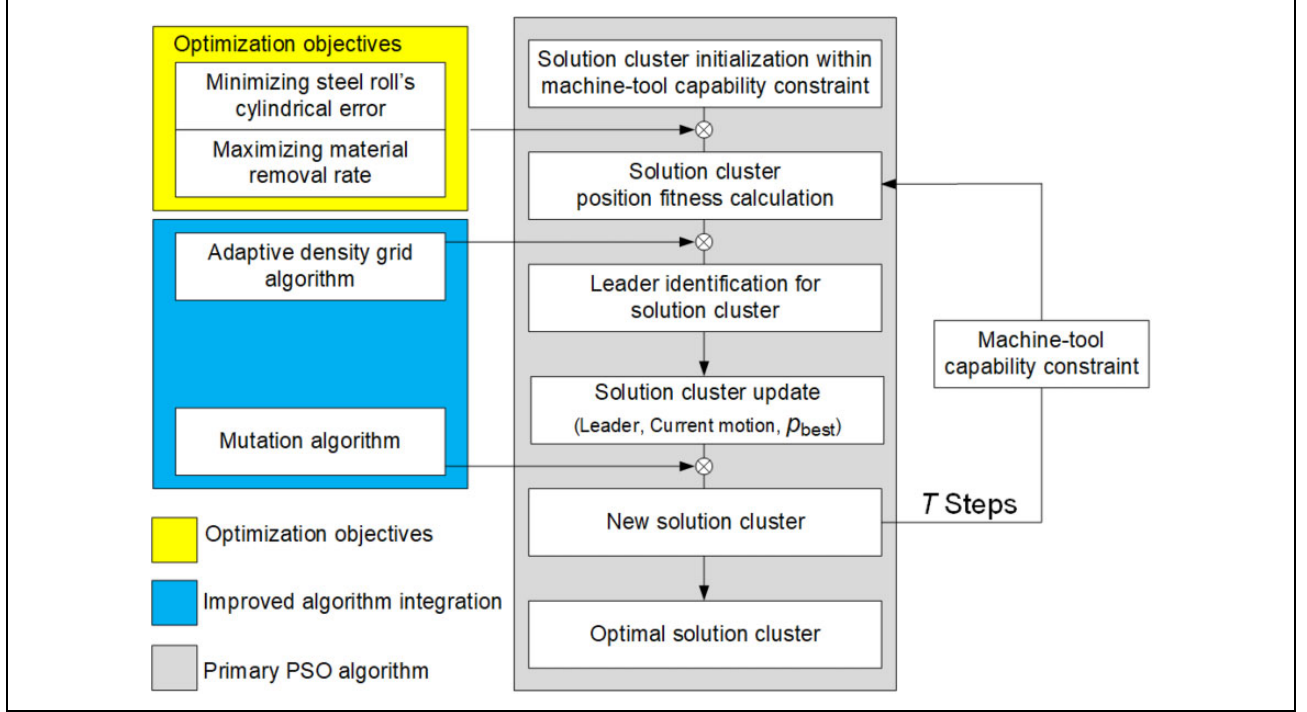 Optimization objectives
Minimizing steel roll's
cylindrical error
Maximizing material
removal rate
Adaptive density grid
algorithm
Mutation algorithm
Optimization objectives
Improved algorithm integration
Primary PSO algorithm
Solution cluster initialization within
machine-tool capability constraint
Solution cluster
position fitness calculation
Leader identification for
solution cluster
Solution cluster update
(Leader, Current motion, pbest)
New solution cluster
Optimal solution cluster
Machine-tool
capability constraint
T Steps